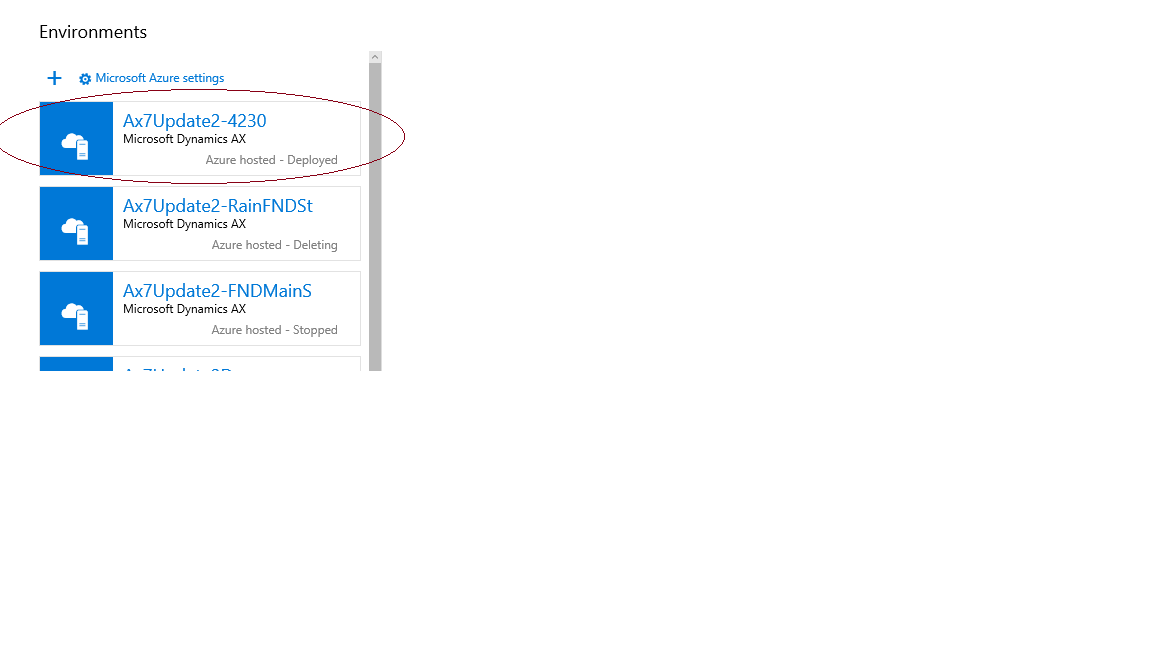 Environments
Microsoft Azure settings
Ax7Update2-4230
Microsoft Dynamics AX
Azure hosted - Deployed
Ax7Update2-RainFNDSt
Microsoft Dynamics AX
Azure hosted - Deleting
Ax7Update2-FNDMainS
Microsoft Dynamics AX
Azure hosted - Stopped